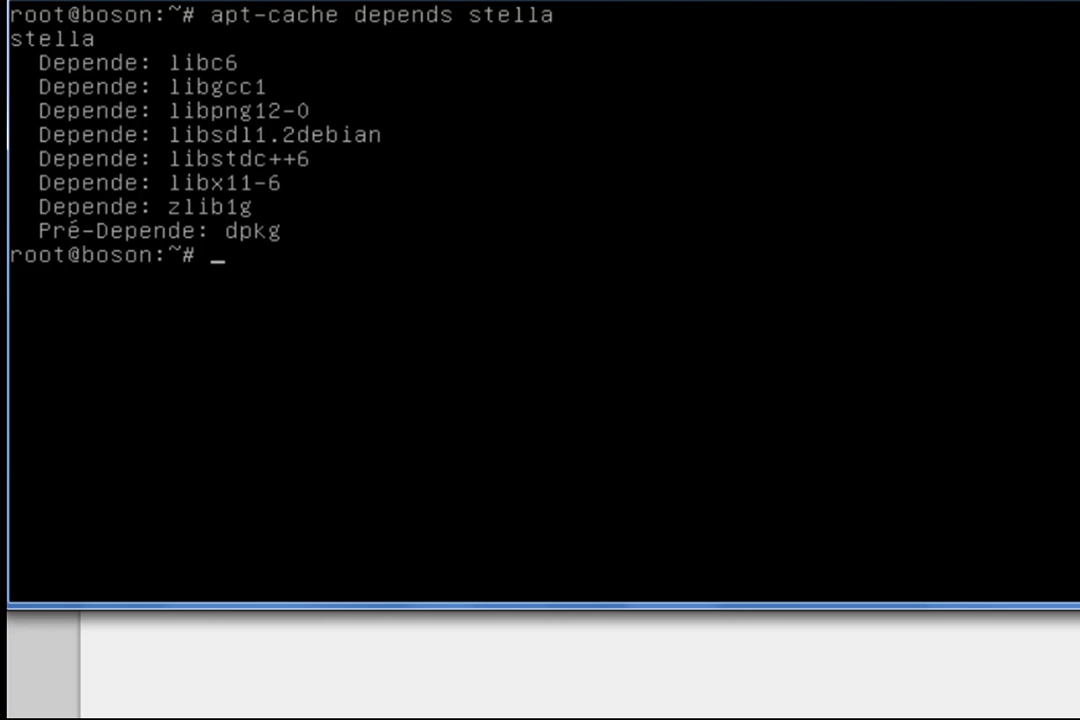 root@boson:~# apt-cache depends stella
stella
  Depende: libc6
  Depende: libgcc1
  Depende: libpng12-0
  Depende: libsdl1.2debian
  Depende: libstdc++6
  Depende: libx11-6
  Depende: zlib1g
  Pré-Depende: dpkg
root@boson:~# _